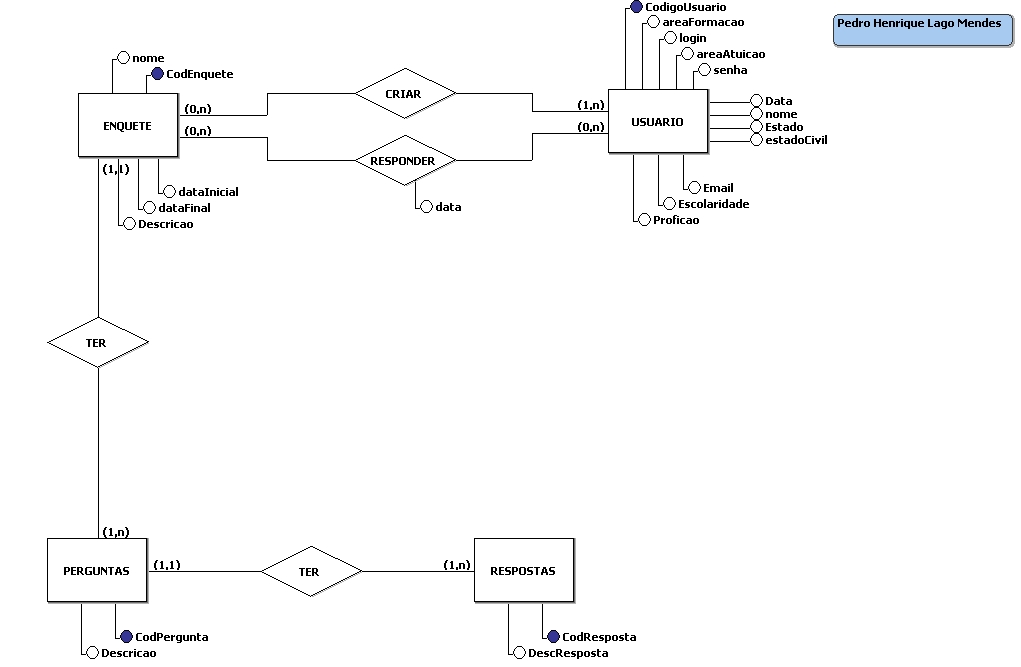 CodigoUsuario
Pedro Henrique Lago Mendes
areaFormacao
login
areaAtuicao
senha
nome
CodEnquete
CRIAR
(0,n)
(1,n)
Data
nome
Estado
estadoCivil
ENQUETE
USUARIO
(0,n)
(0,n)
RESPONDER
(1,1)
dataInicial
dataFinal
Descricao
data
Email
Escolaridade
Proficao
TER
(1,n)
PERGUNTAS
(1,1)
TER
(1,n)
RESPOSTAS
CodPergunta
Descricao
CodResposta
DescResposta